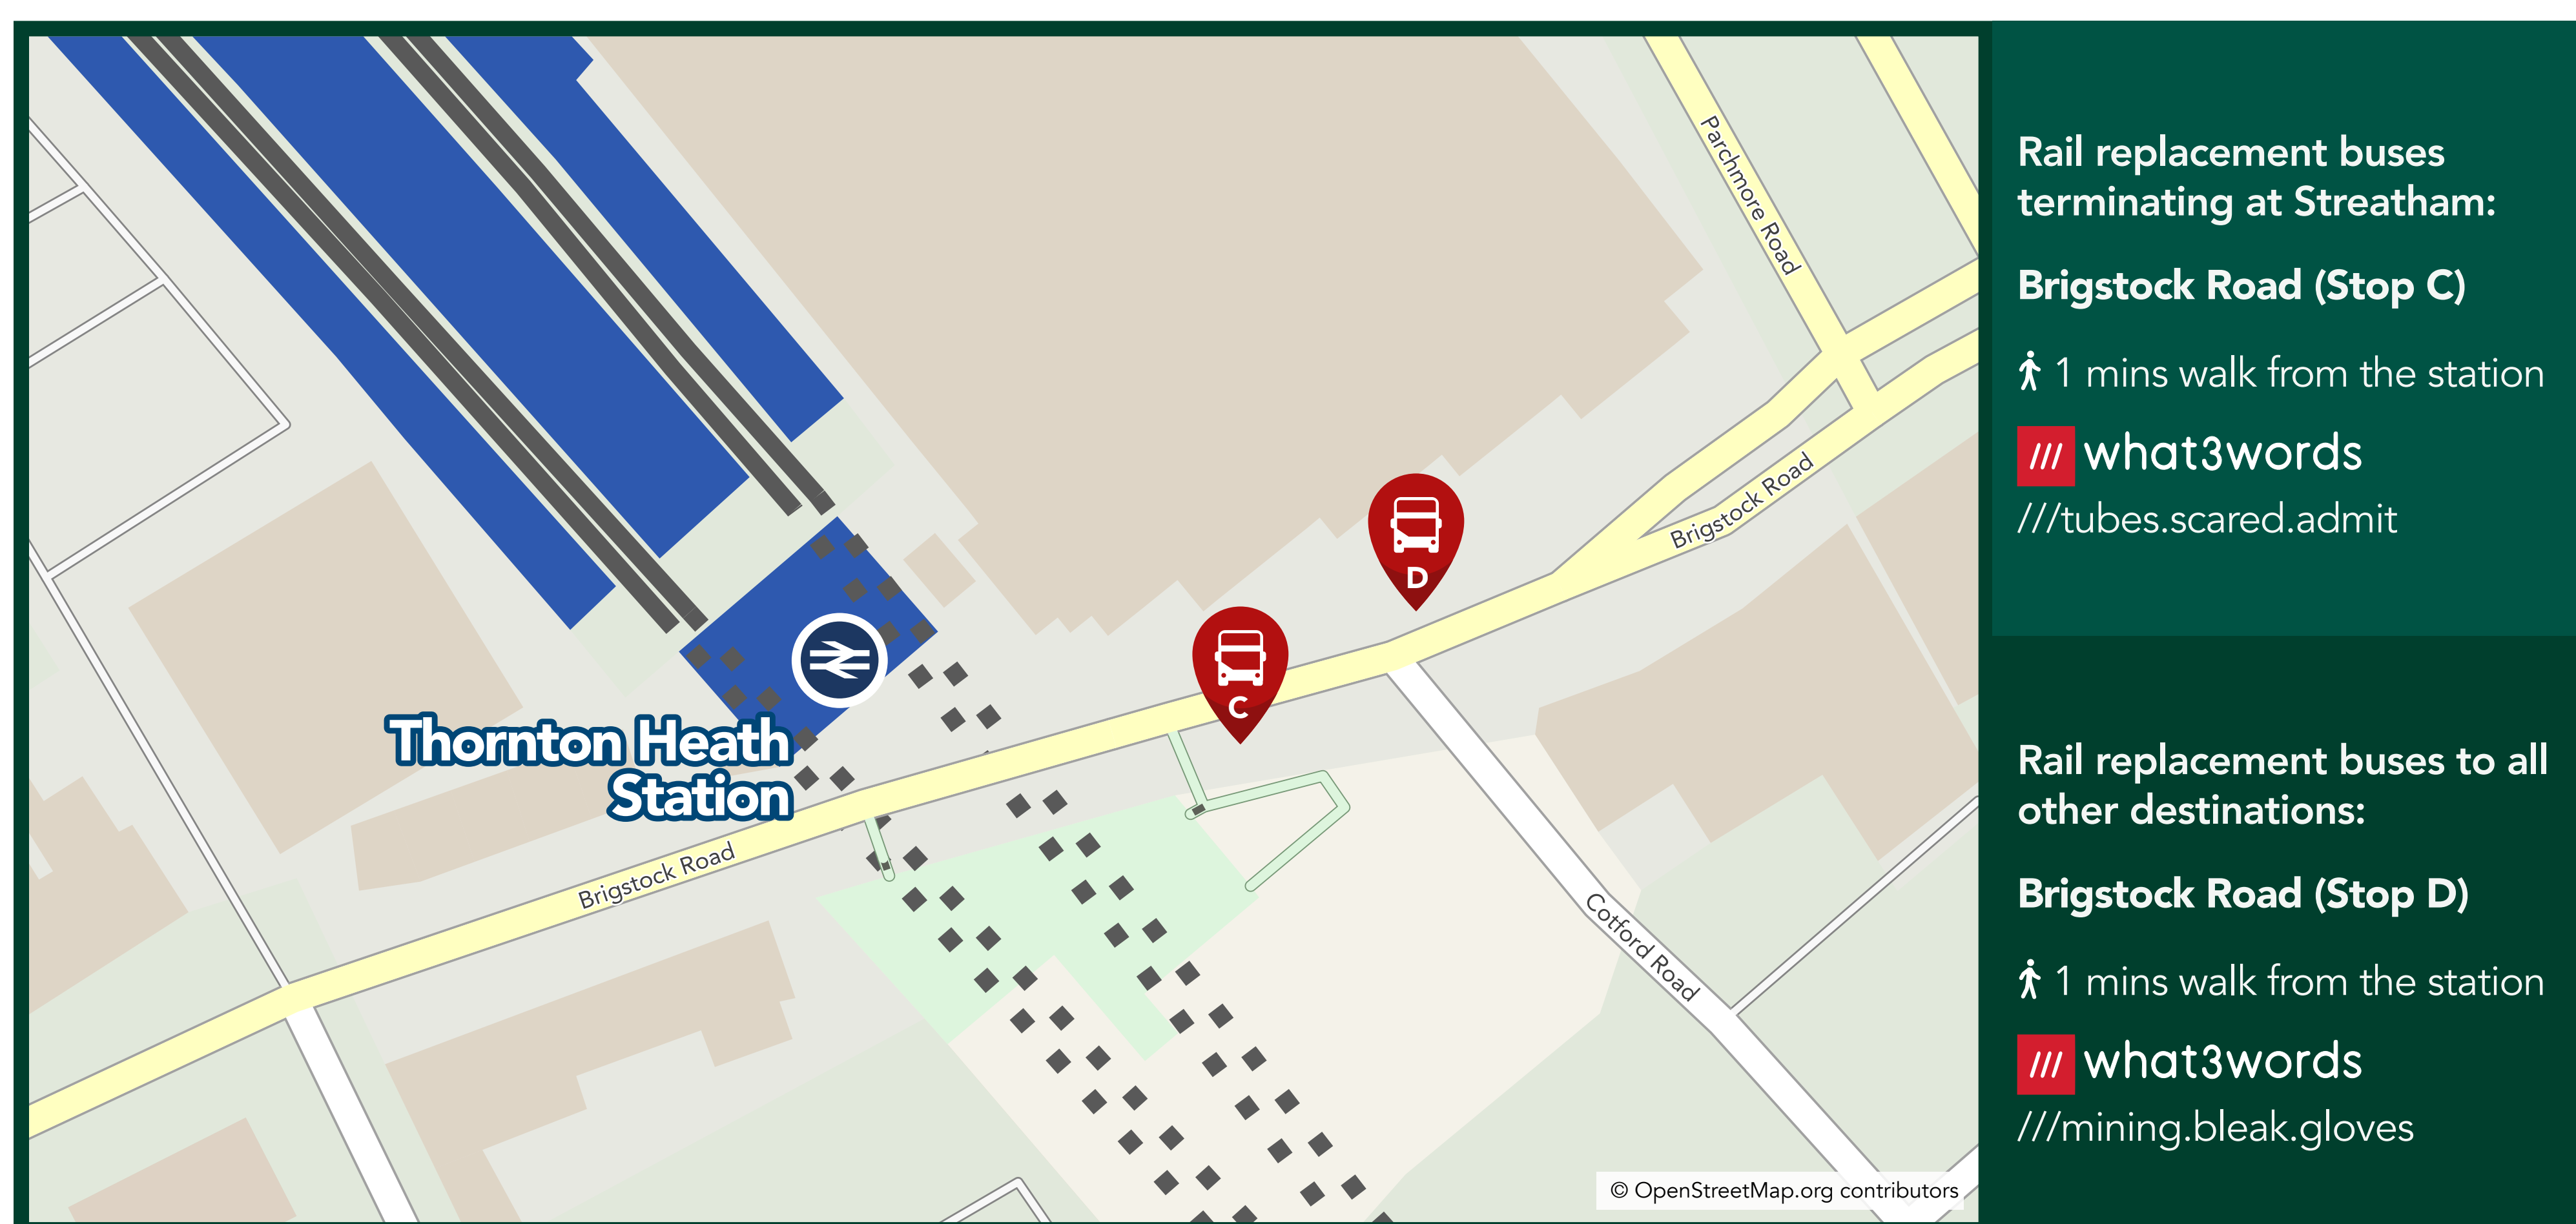 Parchmore Road
Brigstock Road
D
C
Thornton Heath
Station
Brigstock Road
Cotford Road
© OpenStreetMap.org contributors
Rail replacement buses
terminating at Streatham:
Brigstock Road (Stop C)
1 mins walk from the station
/// what3words
///tubes.scared.admit
Rail replacement buses to all
other destinations:
Brigstock Road (Stop D)
1 mins walk from the station
/// what3words
///mining.bleak.gloves